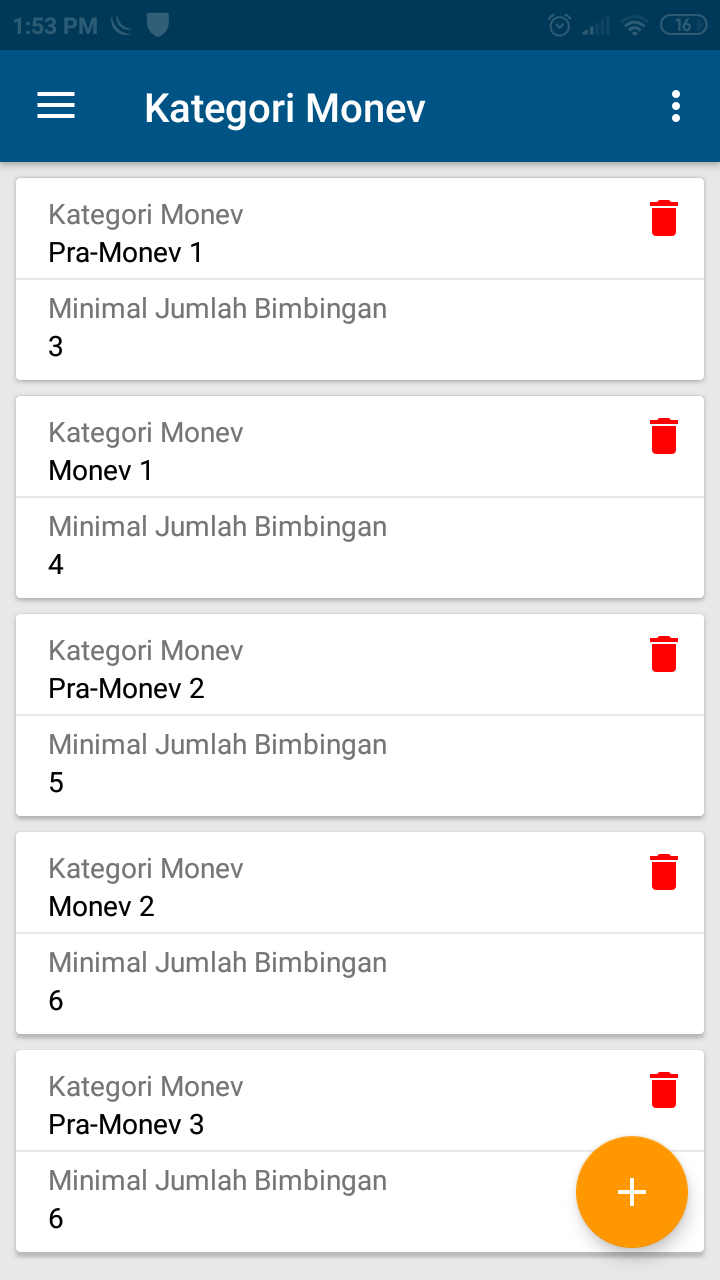 1:53 PM 16
Kategori Monev
Kategori Monev
Pra-Monev 1
Minimal Jumlah Bimbingan
3
Kategori Monev
Monev 1
Minimal Jumlah Bimbingan
4
Kategori Monev
Pra-Monev 2
Minimal Jumlah Bimbingan
5
Kategori Monev
Monev 2
Minimal Jumlah Bimbingan
6
Kategori Monev
Pra-Monev 3
Minimal Jumlah Bimbingan
6